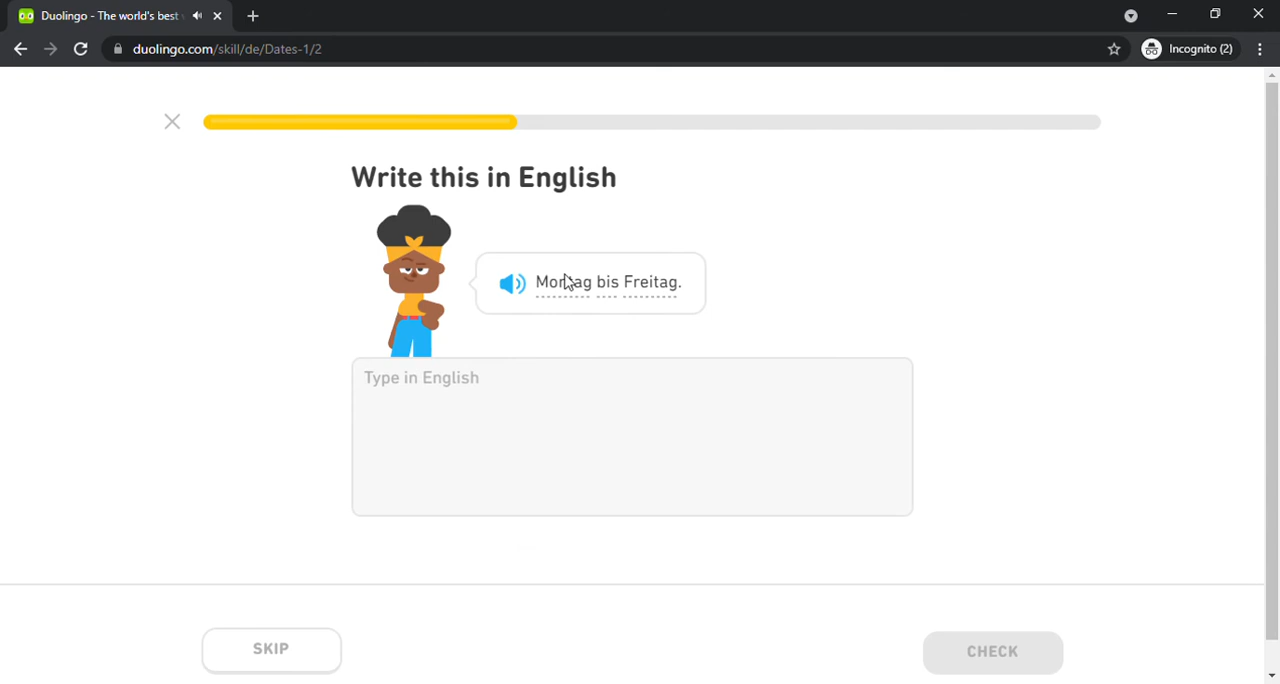 Duolingo - The world's best
duolingo.com/skill/de/Dates-1/2
Incognito (2)
Write this in English
Montag bis Freitag.
Type in English
SKIP
CHECK